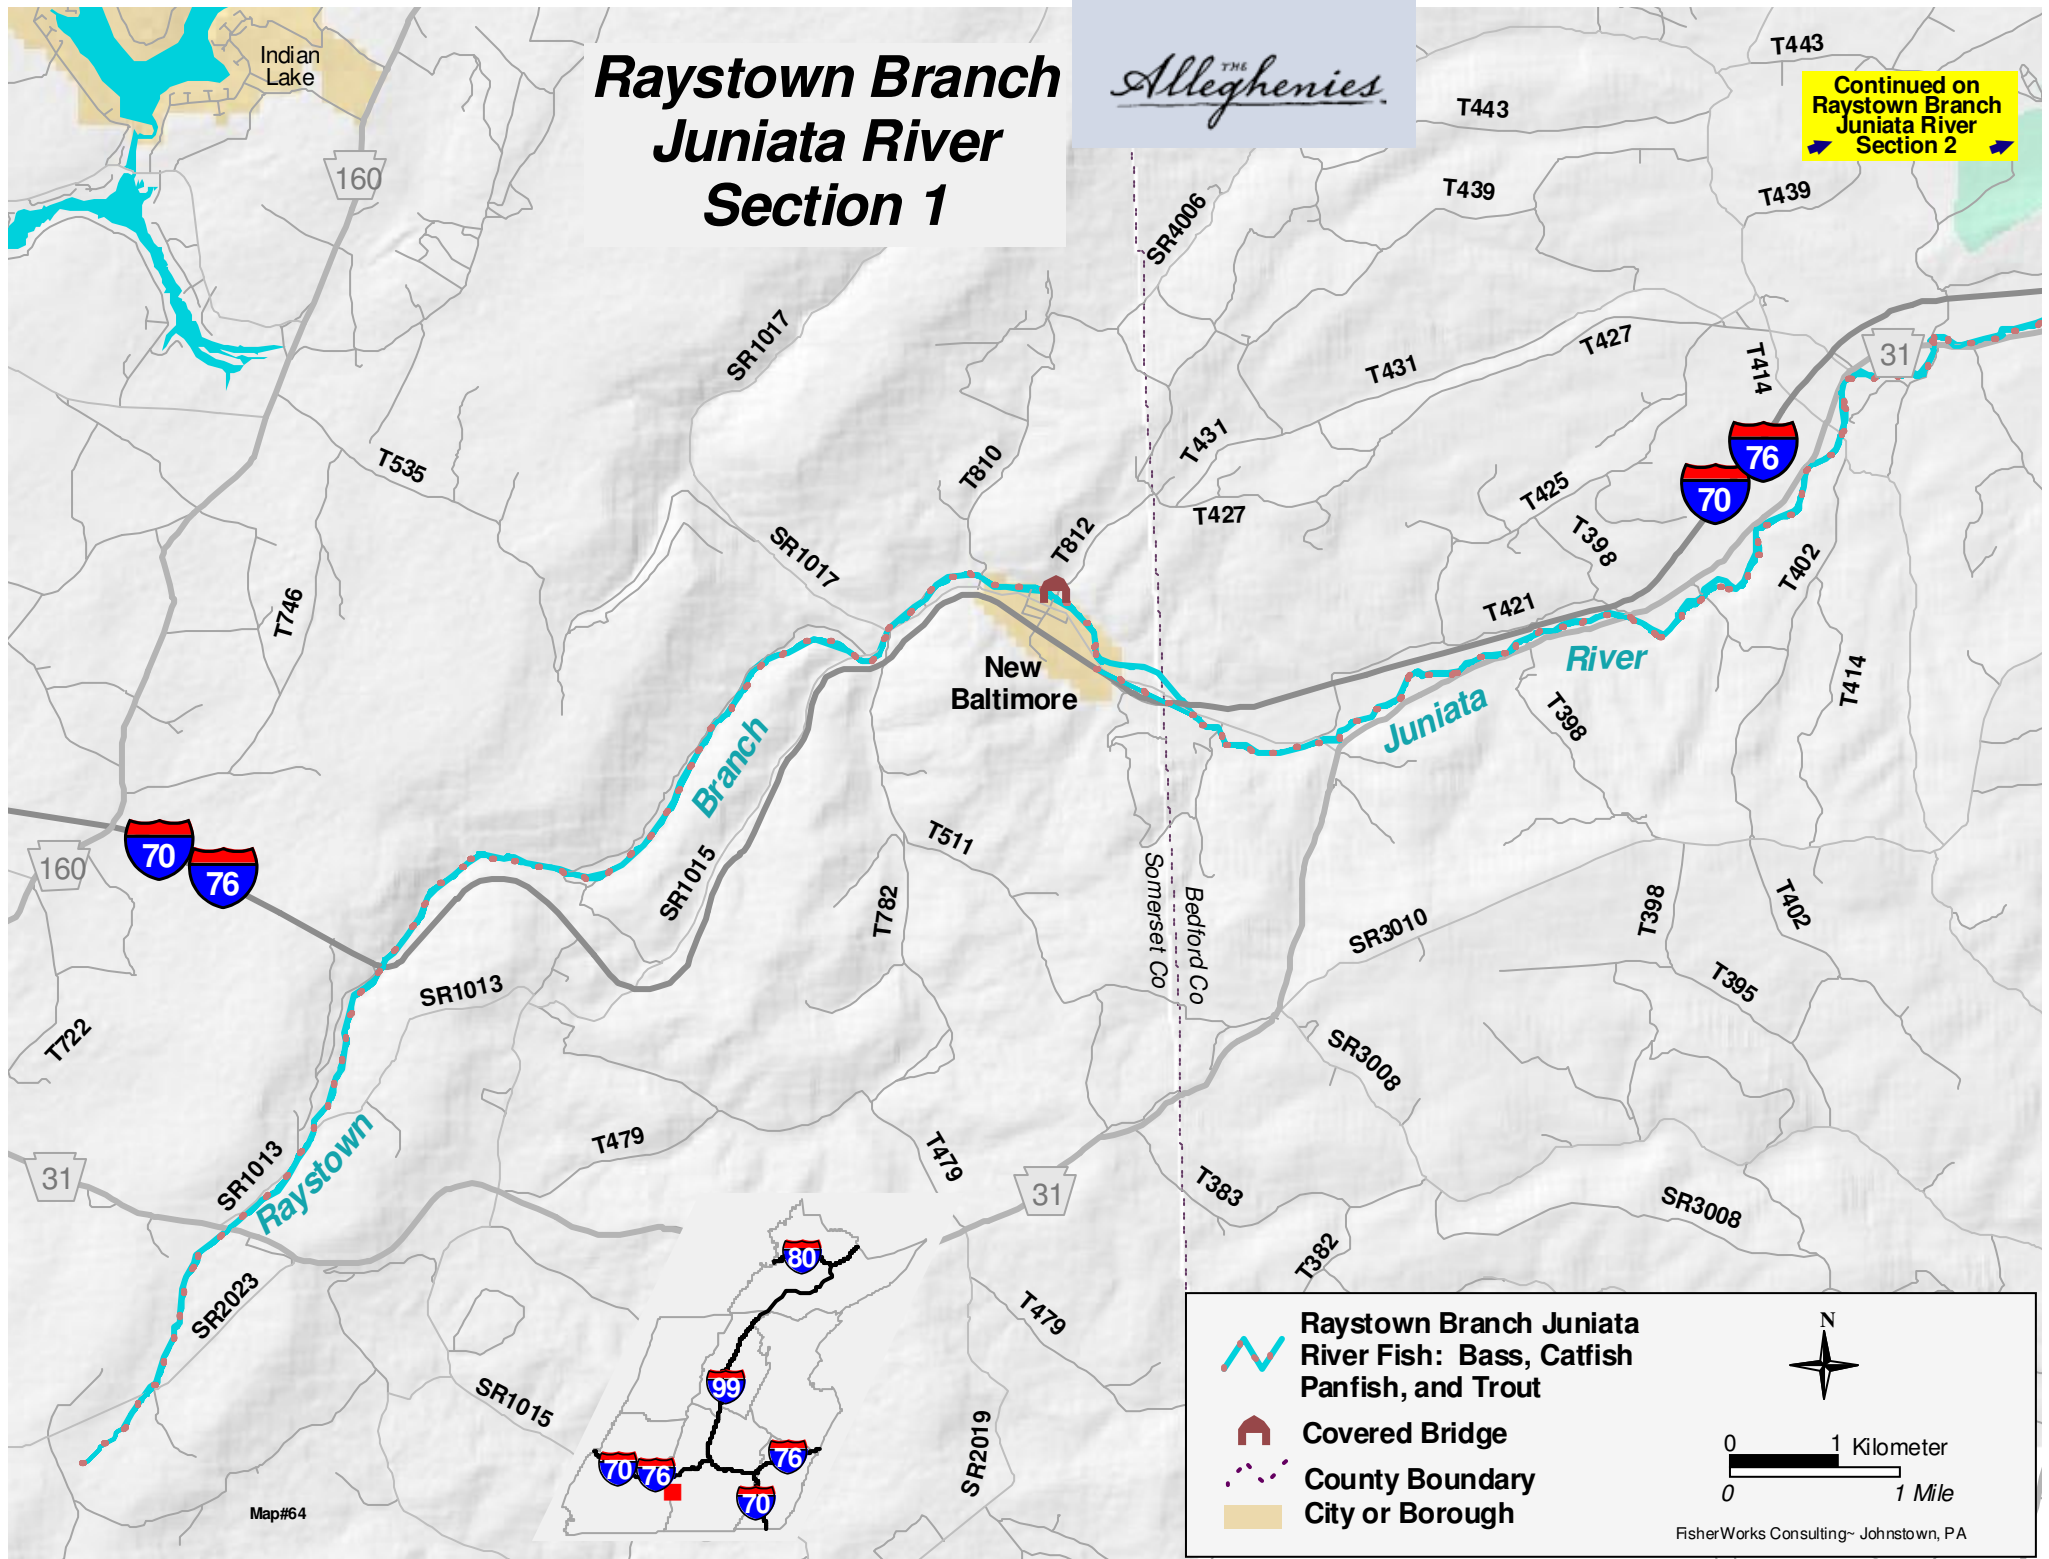 Indian
Lake
Raystown Branch
Juniata River
Section 1
THE
Alleghenies
T443
T443
Continued on
Raystown Branch
Juniata River
Section 2
160
T439
T439
SR4006
SR1017
T427
T431
T414
31
T431
T535
T810
76
70
T425
T427
T398
T812
SR1017
T402
T746
T421
New
Baltimore
River
T414
Juniata
T398
Branch
160
70
76
SR1015
T511
T782
Somerset Co
Bedford Co
T398
T402
SR3010
SR1013
T395
T722
SR3008
Raystown
SR1013
T479
T479
31
31
T383
SR3008
T382
SR2023
T479
80
99
70
76
76
70
SR1015
SR2019
Map#64
Raystown Branch Juniata
River Fish: Bass, Catfish
Panfish, and Trout
Covered Bridge
County Boundary
City or Borough
N
0 1 Kilometer
0 1 Mile
FisherWorks Consulting~ Johnstown, PA